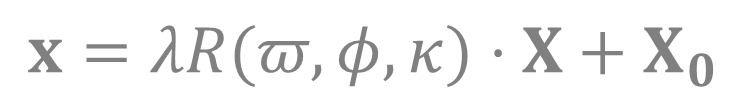 𝐱 = 𝜆𝑅(𝜛, 𝜙, 𝜅) · 𝐗 + 𝐗₀